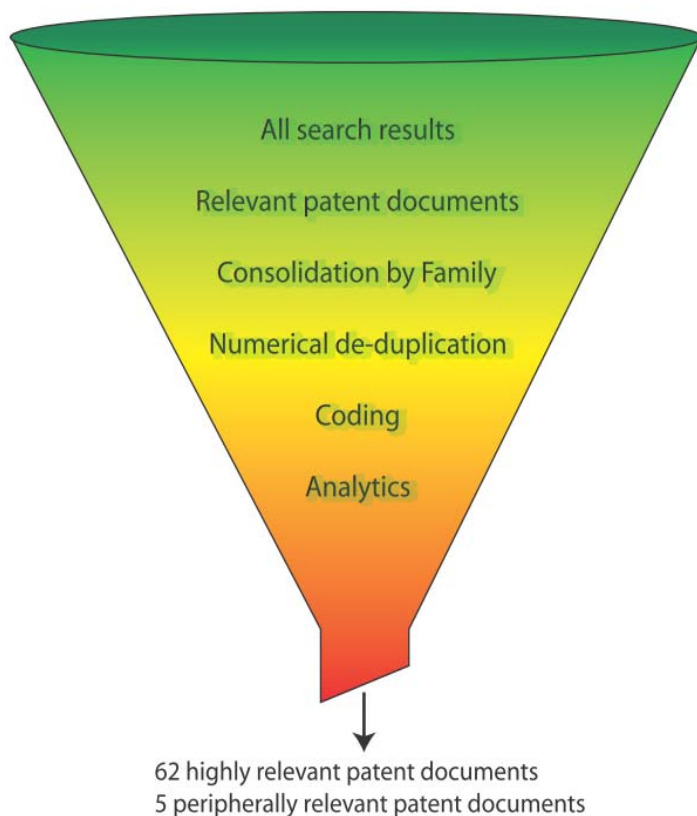 All search results
Relevant patent documents
Consolidation by Family
Numerical de-duplication
Coding
Analytics
62 highly relevant patent documents
5 peripherally relevant patent documents